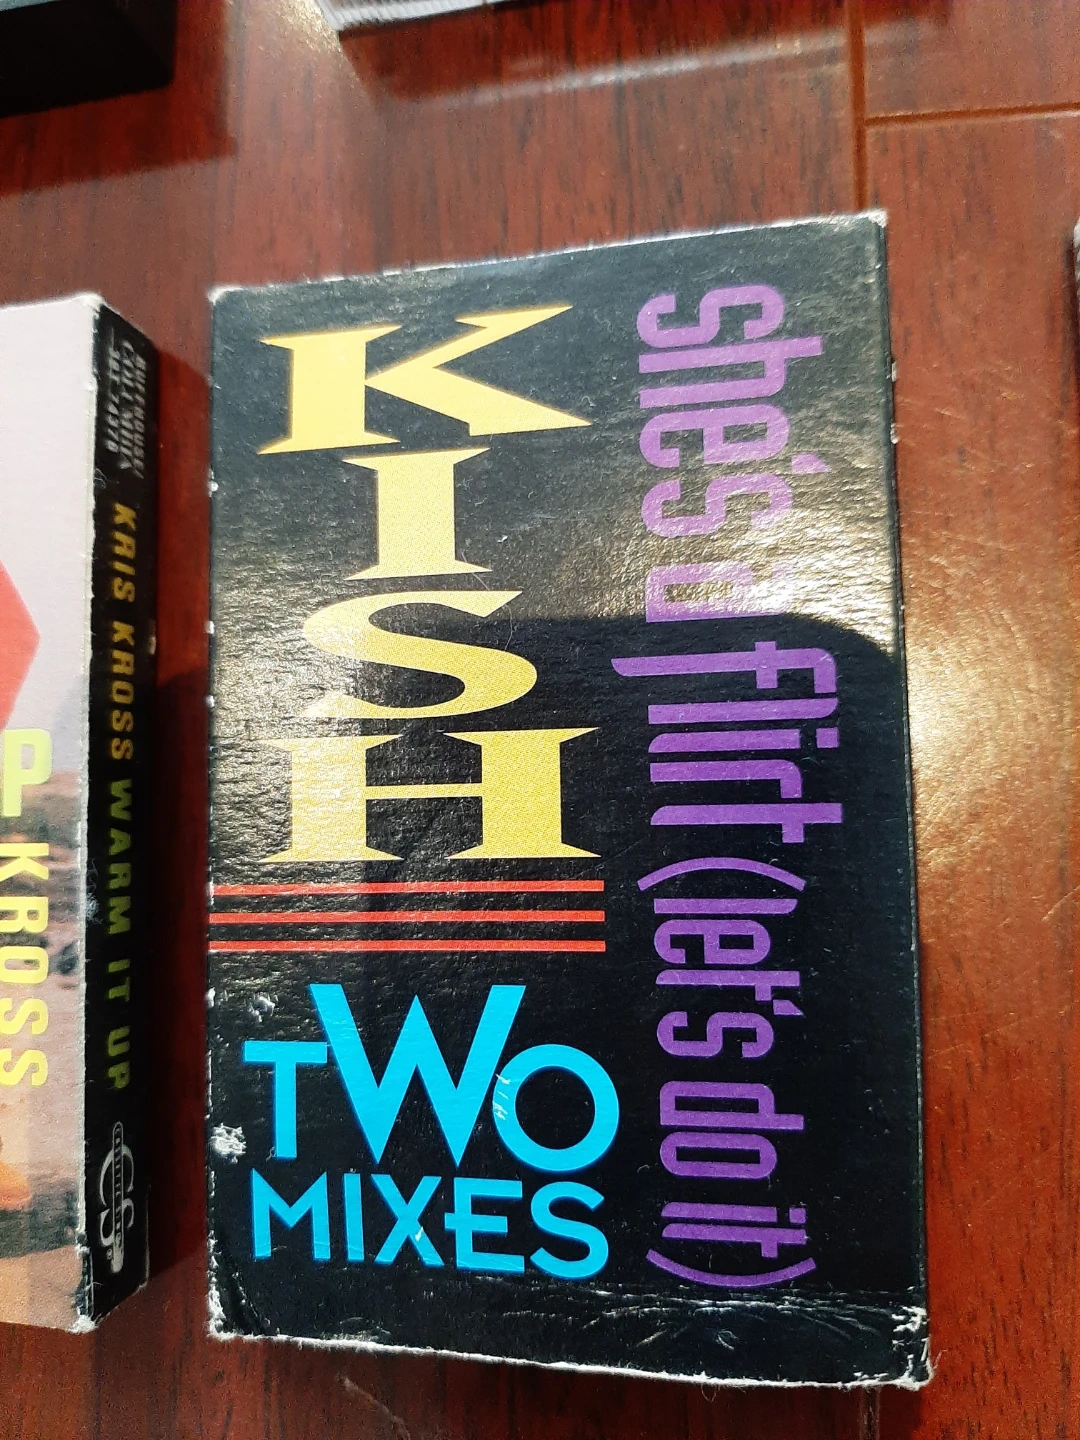 KRIS KROSS WARM IT UP
P
KROSS
KISH
TWO
MIXES
she's a flirt (let's do it)